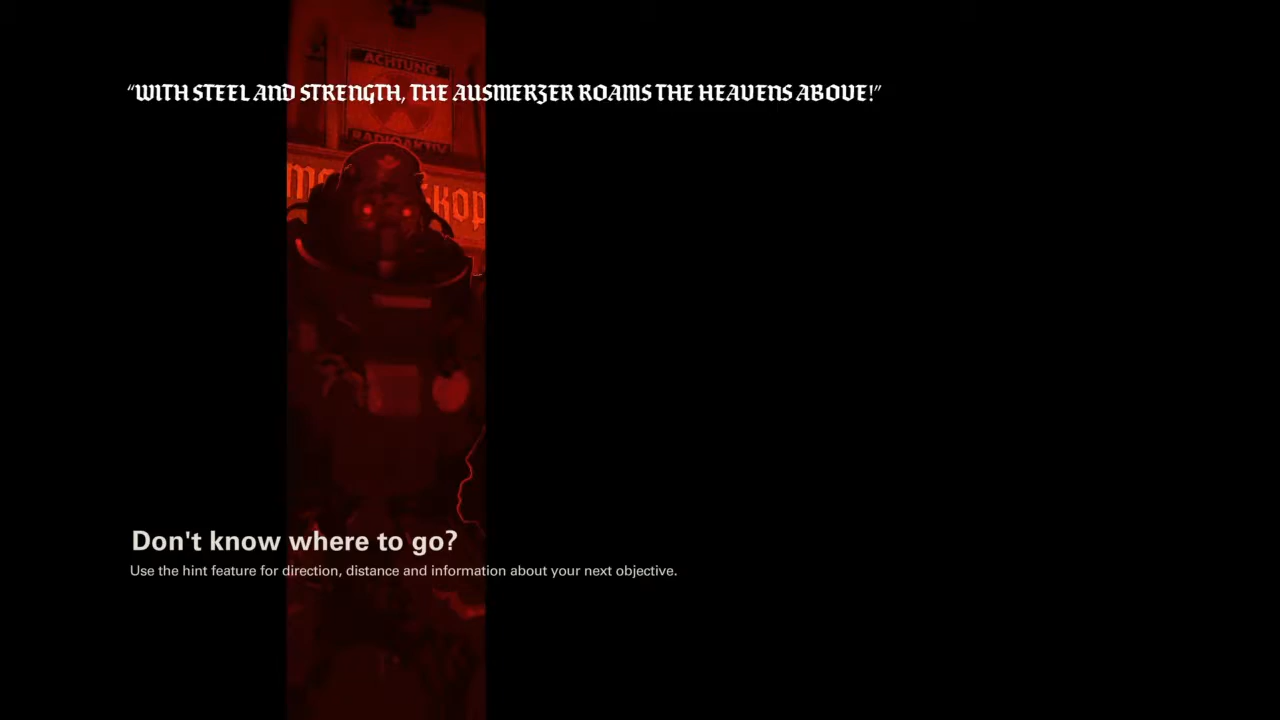 ACHTUNG
“WITH STEEL AND STRENGTH, THE AUSMERZER ROAMS THE HEAVENS ABOVE!”
RADIOAKTIV
Don't know where to go?
Use the hint feature for direction, distance and information about your next objective.